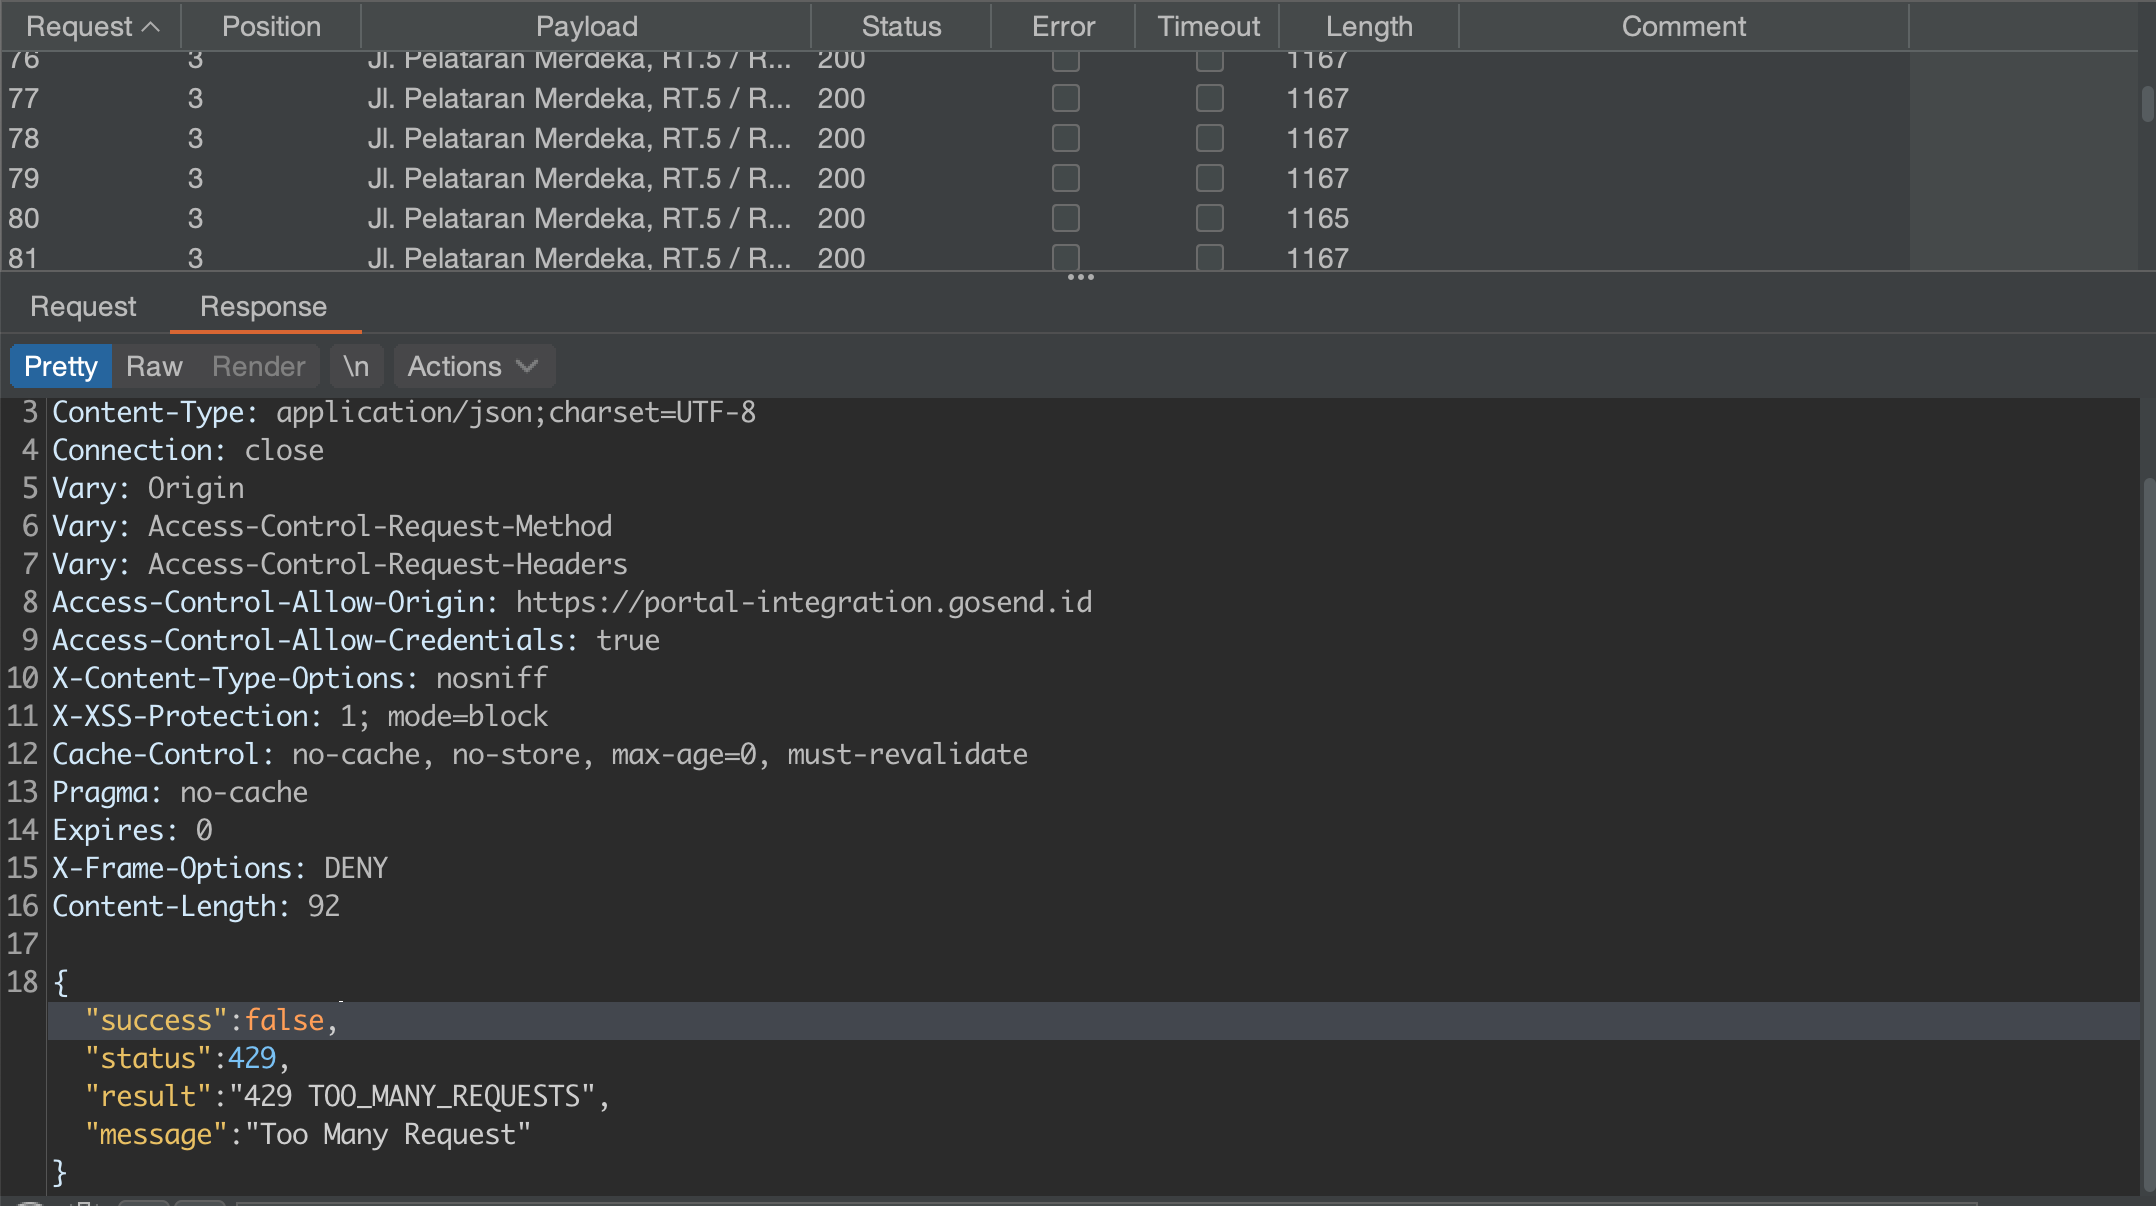 Request Position Payload Status Error Timeout Length Comment
76 3 Jl. Pelataran Merdeka, RT.5 / R... 200 1167
77 3 Jl. Pelataran Merdeka, RT.5 / R... 200 1167
78 3 Jl. Pelataran Merdeka, RT.5 / R... 200 1167
79 3 Jl. Pelataran Merdeka, RT.5 / R... 200 1167
80 3 Jl. Pelataran Merdeka, RT.5 / R... 200 1165
81 3 Jl. Pelataran Merdeka, RT.5 / R... 200 1167
Request Response
Pretty Raw Render \n Actions
3 Content-Type: application/json;charset=UTF-8
4 Connection: close
5 Vary: Origin
6 Vary: Access-Control-Request-Method
7 Vary: Access-Control-Request-Headers
8 Access-Control-Allow-Origin: https://portal-integration.gosend.id
9 Access-Control-Allow-Credentials: true
10 X-Content-Type-Options: nosniff
11 X-XSS-Protection: 1; mode=block
12 Cache-Control: no-cache, no-store, max-age=0, must-revalidate
13 Pragma: no-cache
14 Expires: 0
15 X-Frame-Options: DENY
16 Content-Length: 92
17
18 {
"success":false,
"status":429,
"result":"429 TOO_MANY_REQUESTS",
"message":"Too Many Request"
}